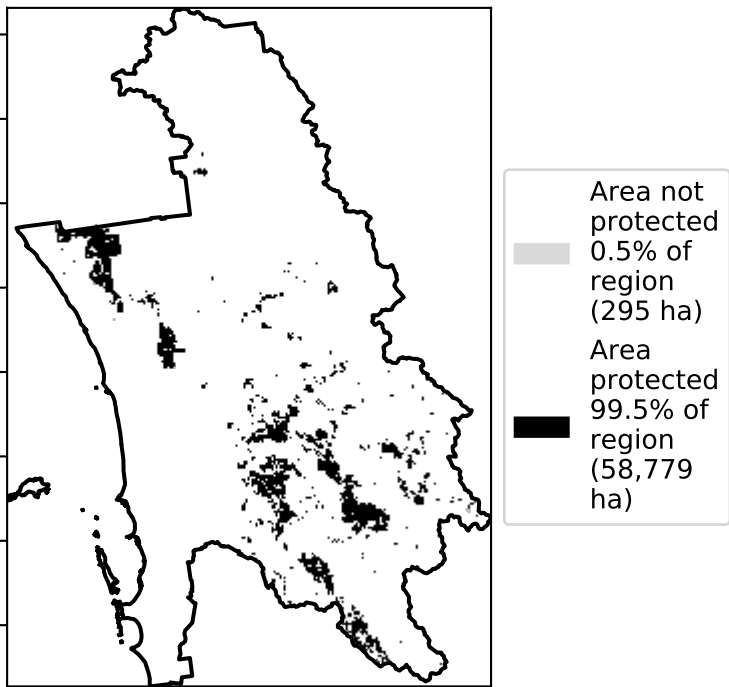 Area not
protected
0.5% of
region
(295 ha)
Area
protected
99.5% of
region
(58,779
ha)